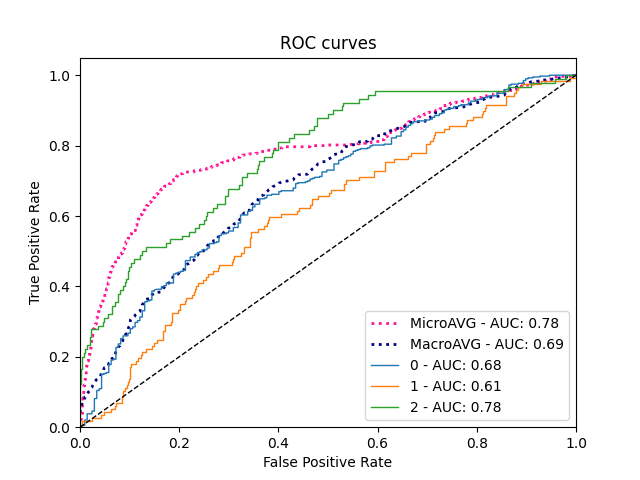 ROC curves
True Positive Rate
1.0
0.8
0.6
0.4
0.2
0.0
0.0 0.2 0.4 0.6 0.8 1.0
False Positive Rate
MicroAVG - AUC: 0.78
MacroAVG - AUC: 0.69
0 - AUC: 0.68
1 - AUC: 0.61
2 - AUC: 0.78